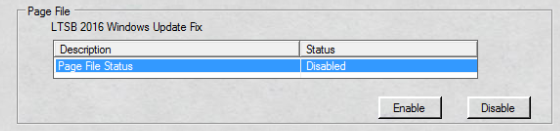 Page File
LTSB 2016 Windows Update Fix
Description Status
Page File Status Disabled
Enable Disable